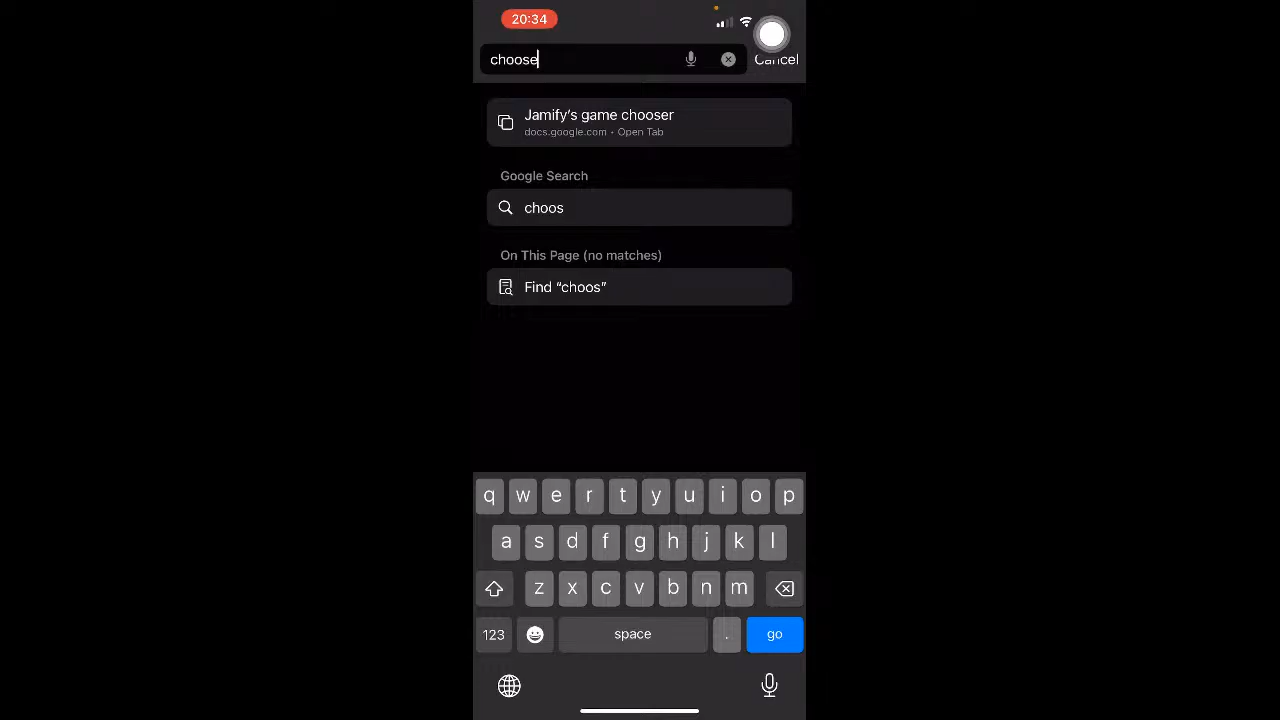 20:34
choose
Cancel
Jamify's game chooser
docs.google.com • Open Tab
Google Search
choos
On This Page (no matches)
Find “choos”
q w e r t y u i o p
a s d f g h j k l
z x c v b n m
123 space . go